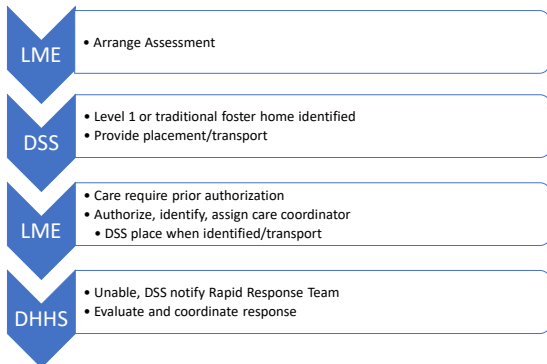 LME
• Arrange Assessment
DSS
• Level 1 or traditional foster home identified
• Provide placement/transport
LME
• Care require prior authorization
• Authorize, identify, assign care coordinator
• DSS place when identified/transport
DHHS
• Unable, DSS notify Rapid Response Team
• Evaluate and coordinate response